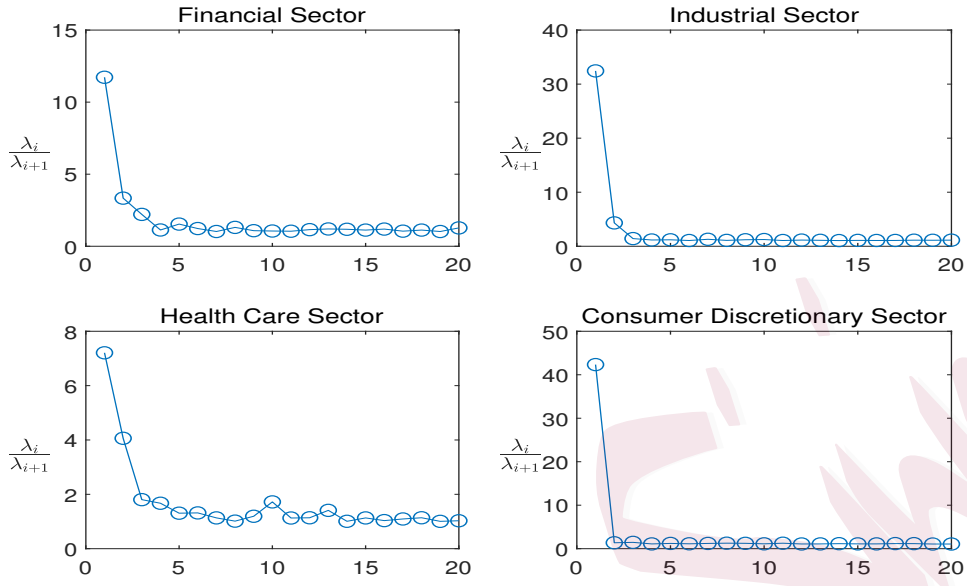 Financial Sector
15
10
5
0
0 5 10 15 20
λᵢ/λᵢ₊₁
Industrial Sector
40
30
20
10
0
0 5 10 15 20
λᵢ/λᵢ₊₁
Health Care Sector
8
6
4
2
0
0 5 10 15 20
λᵢ/λᵢ₊₁
Consumer Discretionary Sector
50
40
30
20
10
0
0 5 10 15 20
λᵢ/λᵢ₊₁